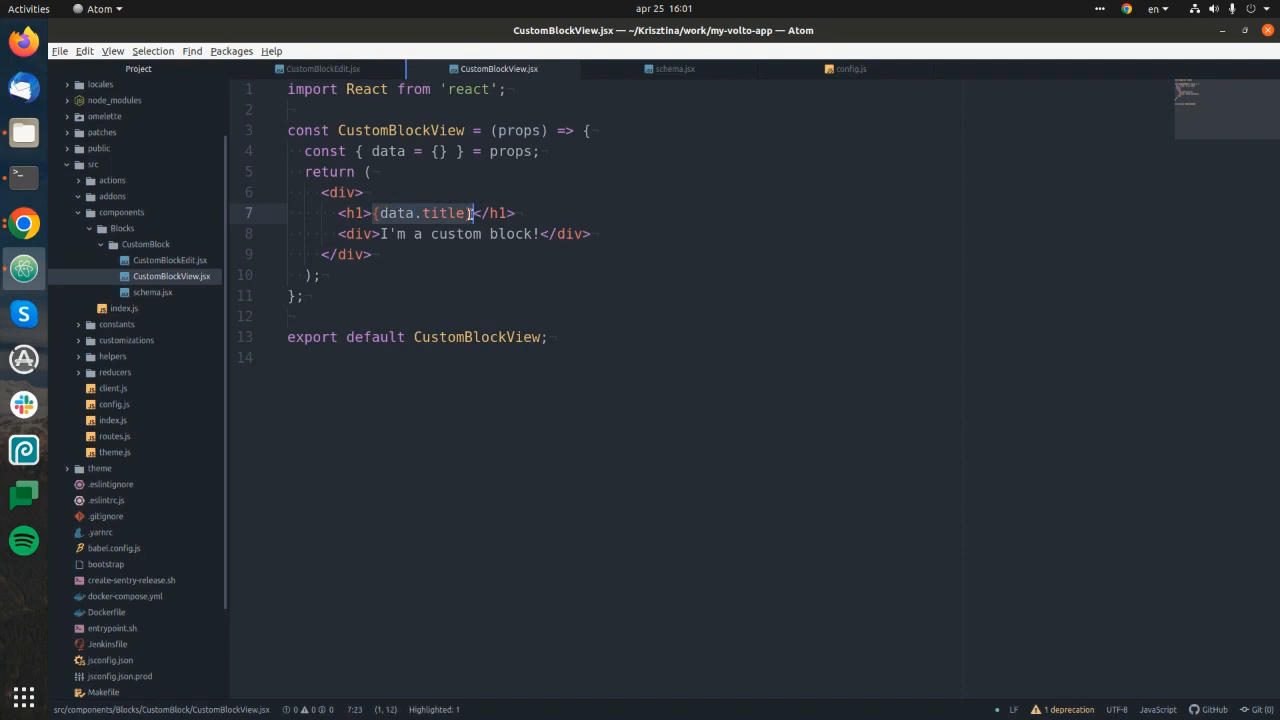 Activities
Atom
apr 25 16:01
en
CustomBlockView.jsx — ~/Krisztina/work/my-volto-app — Atom
File Edit View Selection Find Packages Help
Project
CustomBlockEdit.jsx
CustomBlockView.jsx
schema.jsx
config.js
locales
node_modules
omelette
patches
public
src
actions
addons
components
Blocks
CustomBlock
CustomBlockEdit.jsx
CustomBlockView.jsx
schema.jsx
index.js
constants
customizations
helpers
reducers
client.js
config.js
index.js
routes.js
theme.js
theme
.eslintignore
.eslintrc.js
.gitignore
.yarnrc
babel.config.js
bootstrap
create-sentry-release.sh
docker-compose.yml
Dockerfile
entrypoint.sh
Jenkinsfile
jsconfig.json
jsconfig.json.prod
Makefile
1 import React from 'react';
2
3 const CustomBlockView = (props) => {
4 const { data = {} } = props;
5 return (
6 <div>
7 <h1>{data.title}</h1>
8 <div>I'm a custom block!</div>
9 </div>
10 );
11 };
12
13 export default CustomBlockView;
14
src/components/Blocks/CustomBlock/CustomBlockView.jsx
0 0 0
7:23
(1, 12)
Highlighted: 1
LF
1 deprecation
UTF-8
JavaScript
GitHub
Git (0)